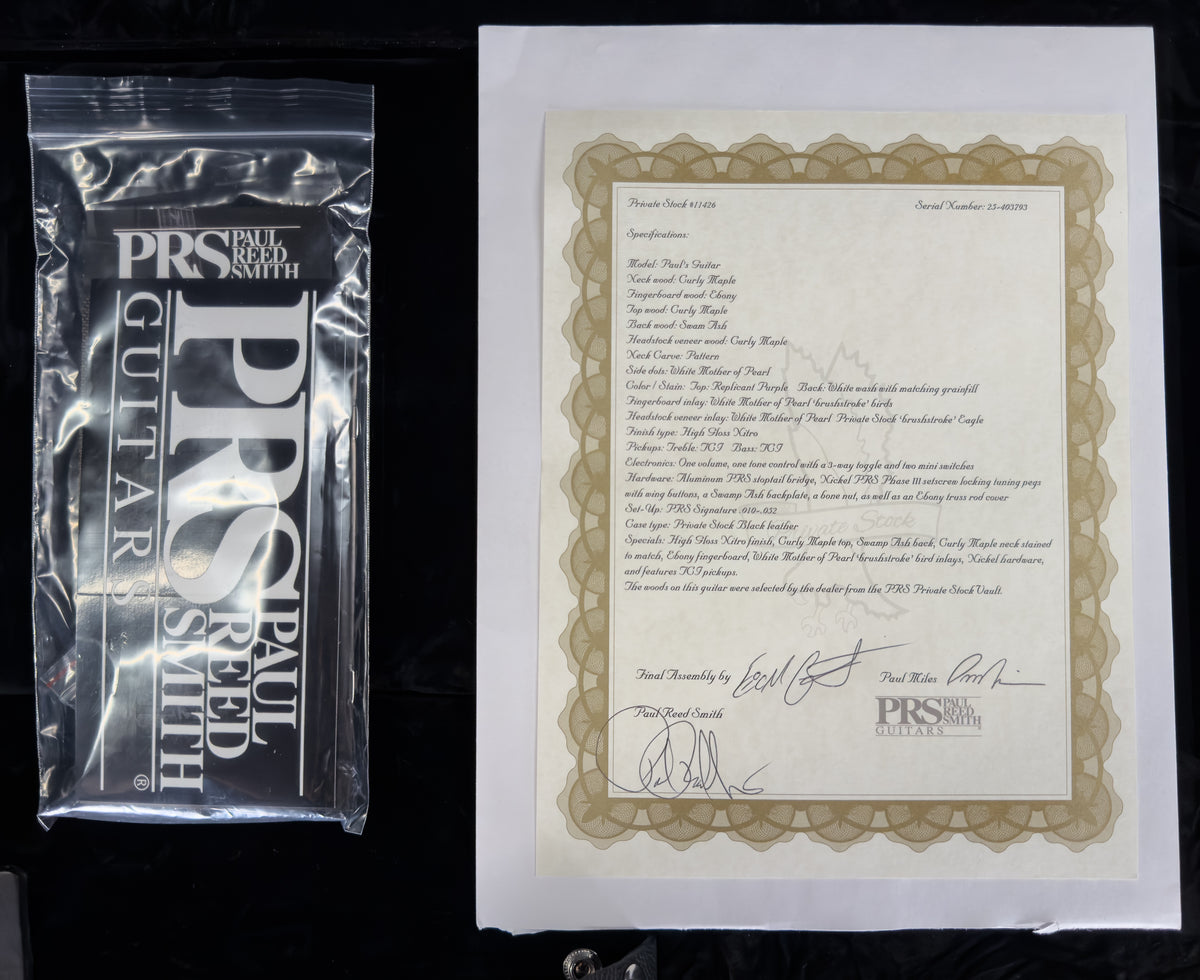 PRS PAUL
REED
SMITH
PRS PAUL
REED
SMITH
GUITARS
®
Private Stock #11426
Serial Number: 25-403793
Specifications:
Model: Paul's Guitar
Neck wood: Curly Maple
Fingerboard wood: Ebony
Top wood: Curly Maple
Back wood: Swam Ash
Headstock veneer wood: Curly Maple
Neck Carve: Pattern
Side dots: White Mother of Pearl
Color / Stain: Top: Replicant Purple Back: White wash with matching grainfill
Fingerboard inlay: White Mother of Pearl 'brushstroke' birds
Headstock veneer inlay: White Mother of Pearl Private Stock 'brushstroke' Eagle
Finish type: High Gloss Nitro
Pickups: Treble: TCI Bass: TCI
Electronics: One volume, one tone control with a 3-way toggle and two mini switches
Hardware: Aluminum PRS stoptail bridge, Nickel PRS Phase III setscrew locking tuning pegs
with wing buttons, a Swamp Ash backplate, a bone nut, as well as an Ebony truss rod cover
Set-Up: PRS Signature .010-.052
Case type: Private Stock Black leather
Specials: High Gloss Nitro finish, Curly Maple top, Swamp Ash back, Curly Maple neck stained
to match, Ebony fingerboard, White Mother of Pearl 'brushstroke' bird inlays, Nickel hardware,
and features TCI pickups.
The woods on this guitar were selected by the dealer from the PRS Private Stock Vault.
Private Stock
Final Assembly by
Paul Miles
Paul Reed Smith
PRS PAUL
REED
SMITH
GUITARS